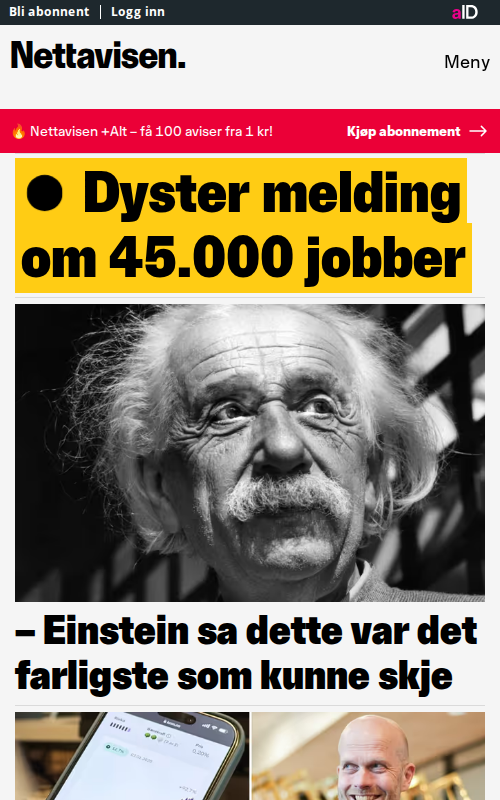 Bli abonnent | Logg inn
aID
Nettavisen.
Meny
🔥 Nettavisen +Alt – få 100 aviser fra 1 kr!
Kjøp abonnement →
● Dyster melding
om 45.000 jobber
– Einstein sa dette var det
farligste som kunne skje